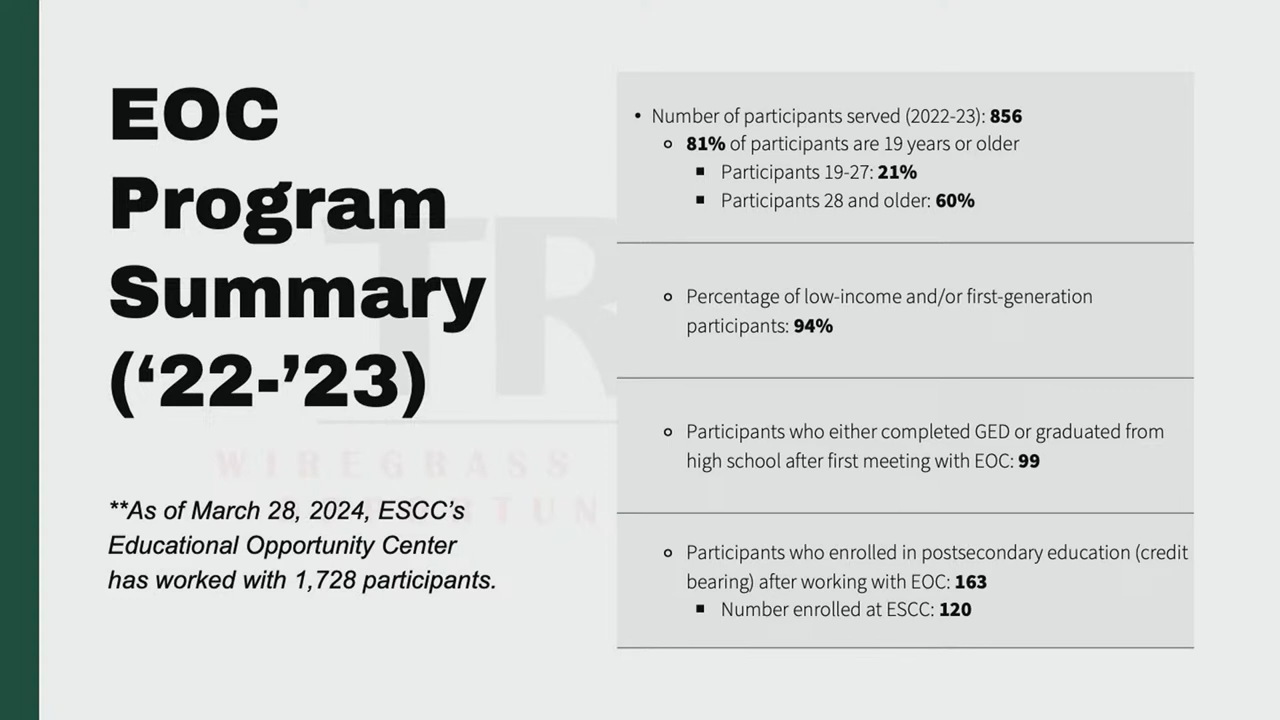 EOC
Program
Summary
(‘22-’23)
**As of March 28, 2024, ESCC’s
Educational Opportunity Center
has worked with 1,728 participants.
• Number of participants served (2022-23): 856
81% of participants are 19 years or older
▪ Participants 19-27: 21%
▪ Participants 28 and older: 60%
Percentage of low-income and/or first-generation
participants: 94%
Participants who either completed GED or graduated from
high school after first meeting with EOC: 99
Participants who enrolled in postsecondary education (credit
bearing) after working with EOC: 163
▪ Number enrolled at ESCC: 120
TR
WIREGRASS